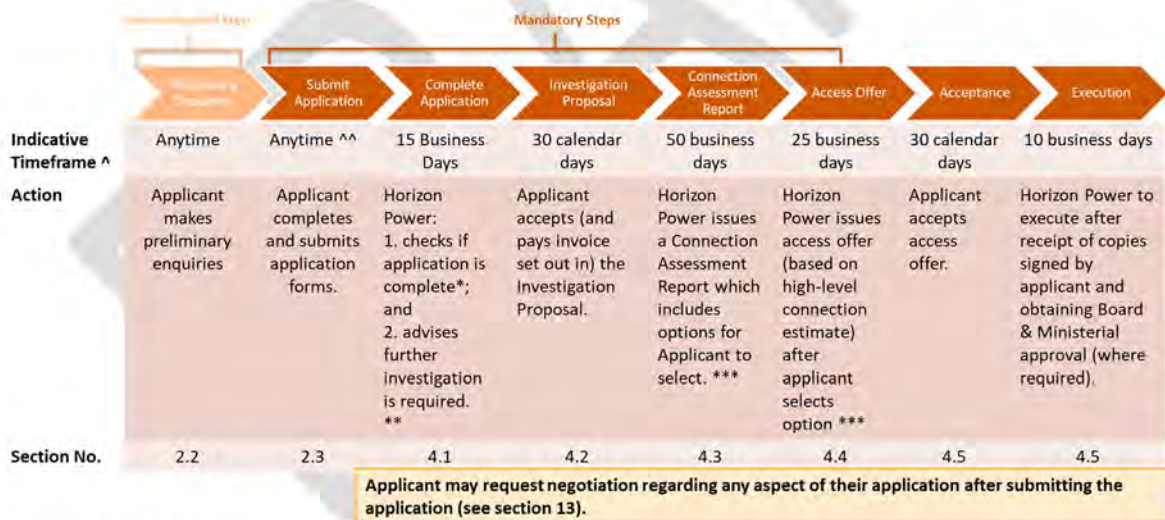 Mandatory Steps
Submit
Application
Complete
Application
Investigation
Proposal
Connection
Assessment
Report
Access Offer
Acceptance
Execution
Indicative
Timeframe ^
Anytime
Anytime ^^
15 Business
Days
30 calendar
days
50 business
days
25 business
days
30 calendar
days
10 business days
Action
Applicant
makes
preliminary
enquiries
Applicant
completes
and submits
application
forms.
Horizon
Power:
1. checks if
application is
complete*;
and
2. advises
further
investigation
is required.
**
Applicant
accepts (and
pays invoice
set out in) the
Investigation
Proposal.
Horizon
Power issues
a Connection
Assessment
Report which
includes
options for
Applicant to
select. ***
Horizon
Power issues
access offer
(based on
high-level
connection
estimate)
after
applicant
selects
option ***
Applicant
accepts
access
offer.
Horizon Power to
execute after
receipt of copies
signed by
applicant and
obtaining Board
& Ministerial
approval (where
required).
Section No.
2.2
2.3
4.1
4.2
4.3
4.4
4.5
4.5
Applicant may request negotiation regarding any aspect of their application after submitting the
application (see section 13).